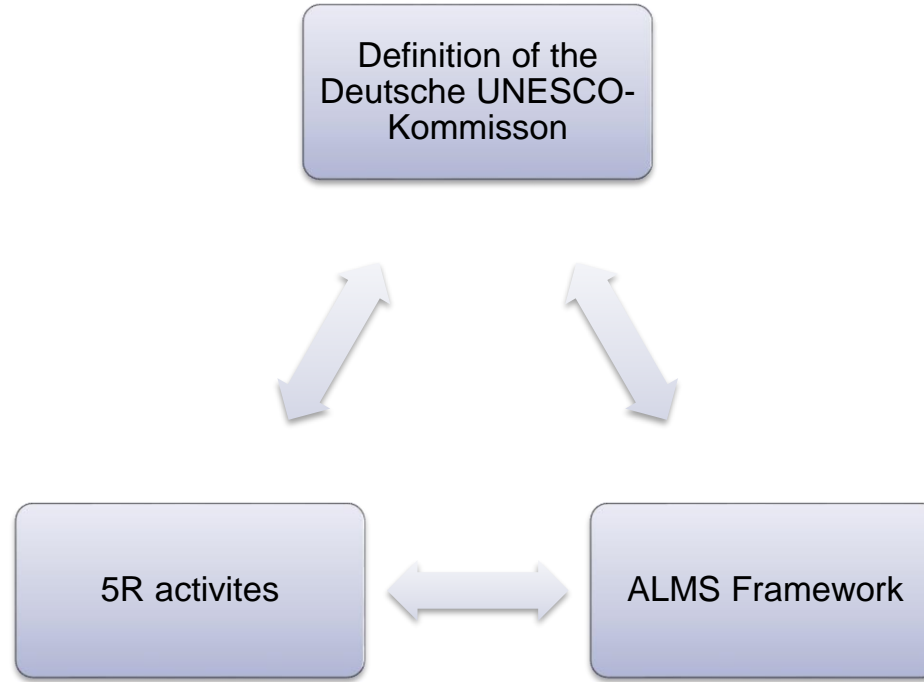 Definition of the
Deutsche UNESCO-
Kommisson
5R activites
ALMS Framework